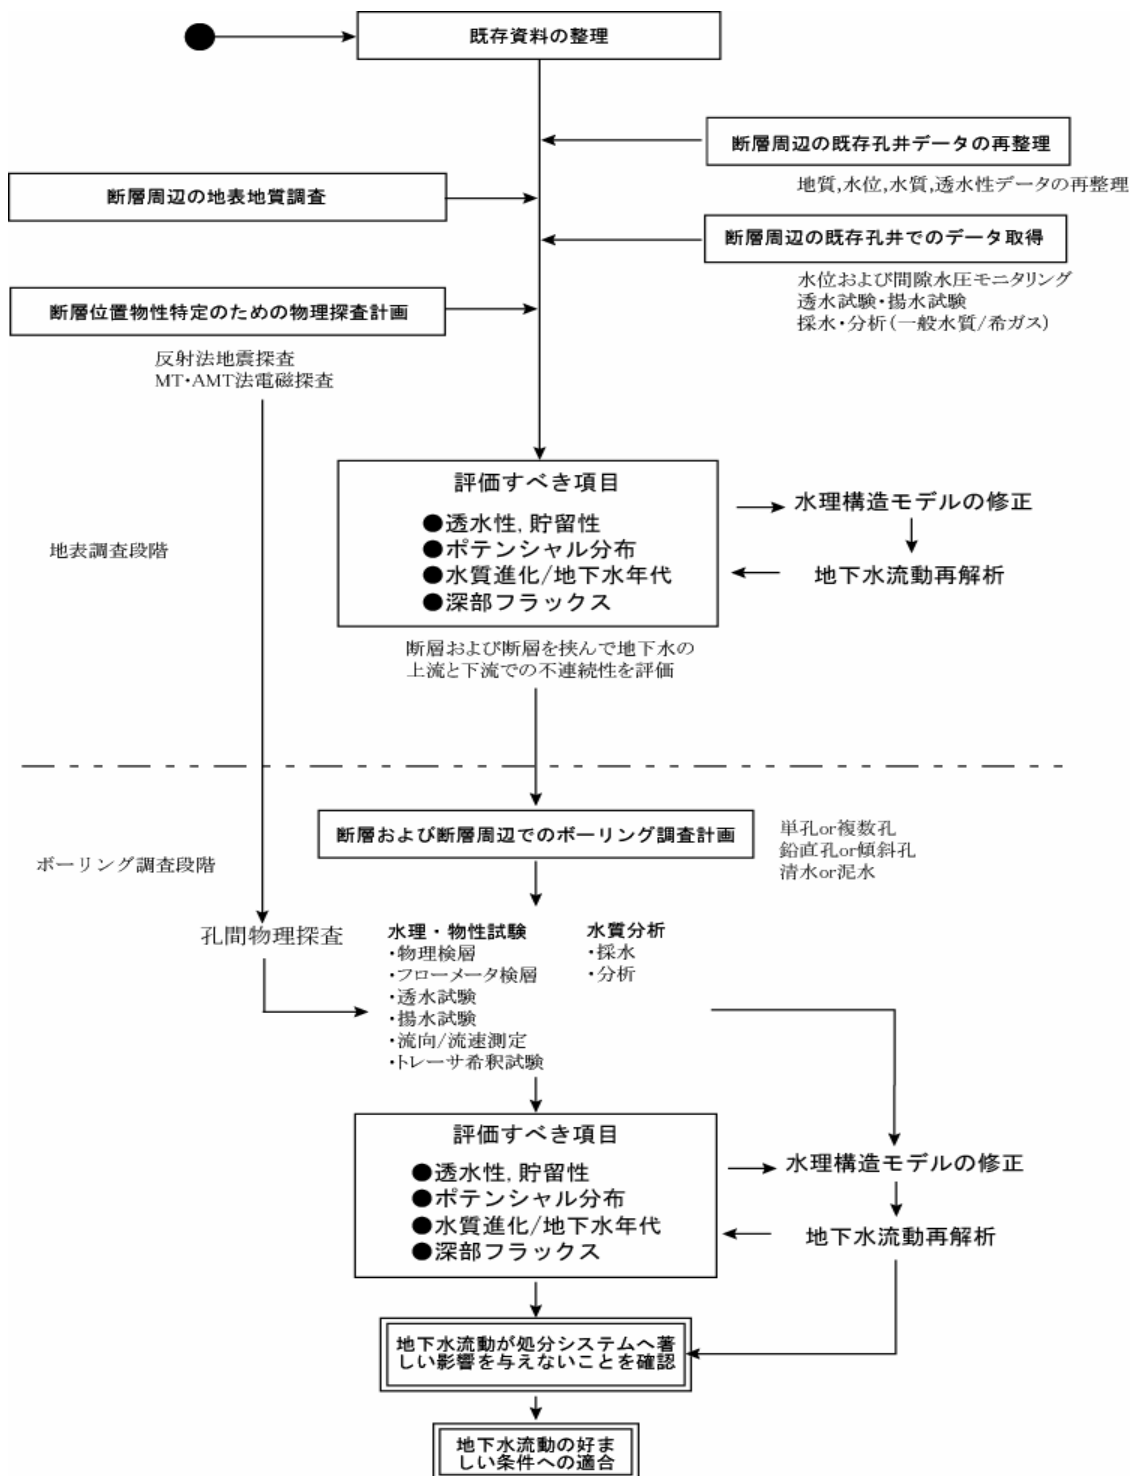 既存資料の整理
断層周辺の既存孔井データの再整理
地質,水位,水質,透水性データの再整理
断層周辺の地表地質調査
断層周辺の既存孔井でのデータ取得
水位および間隙水圧モニタリング
透水試験・揚水試験
採水・分析(一般水質/希ガス)
断層位置物性特定のための物理探査計画
反射法地震探査
MT・AMT法電磁探査
評価すべき項目
●透水性, 貯留性
●ポテンシャル分布
●水質進化/地下水年代
●深部フラックス
水理構造モデルの修正
地下水流動再解析
地表調査段階
断層および断層を挟んで地下水の
上流と下流での不連続性を評価
断層および断層周辺でのボーリング調査計画
単孔or複数孔
鉛直孔or傾斜孔
清水or泥水
ボーリング調査段階
孔間物理探査
水理・物性試験
・物理検層
・フローメータ検層
・透水試験
・揚水試験
・流向/流速測定
・トレーサ希釈試験
水質分析
・採水
・分析
評価すべき項目
●透水性, 貯留性
●ポテンシャル分布
●水質進化/地下水年代
●深部フラックス
水理構造モデルの修正
地下水流動再解析
地下水流動が処分システムへ著
しい影響を与えないことを確認
地下水流動の好ま
しい条件への適合